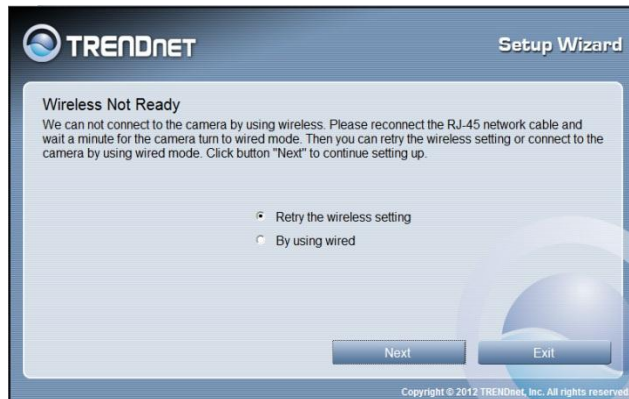 TRENDNET
Setup Wizard
Wireless Not Ready
We can not connect to the camera by using wireless. Please reconnect the RJ-45 network cable and
wait a minute for the camera turn to wired mode. Then you can retry the wireless setting or connect to the
camera by using wired mode. Click button "Next" to continue setting up.
Retry the wireless setting
By using wired
Next
Exit
Copyright © 2012 TRENDnet, Inc. All rights reserved